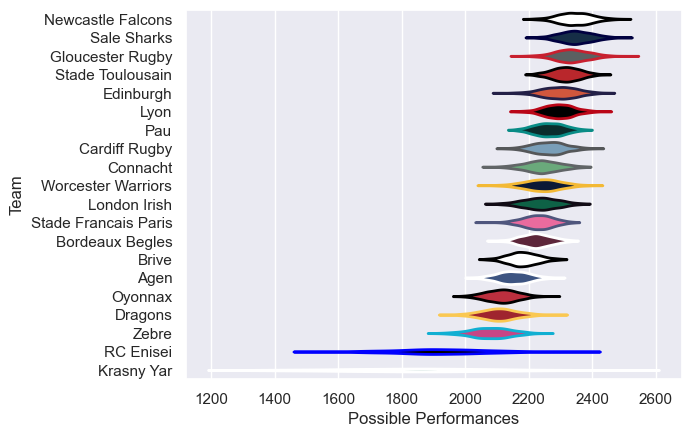 Newcastle Falcons
Sale Sharks
Gloucester Rugby
Stade Toulousain
Edinburgh
Lyon
Pau
Cardiff Rugby
Connacht
Worcester Warriors
London Irish
Stade Francais Paris
Bordeaux Begles
Brive
Agen
Oyonnax
Dragons
Zebre
RC Enisei
Krasny Yar
Team
1200 1400 1600 1800 2000 2200 2400 2600
Possible Performances